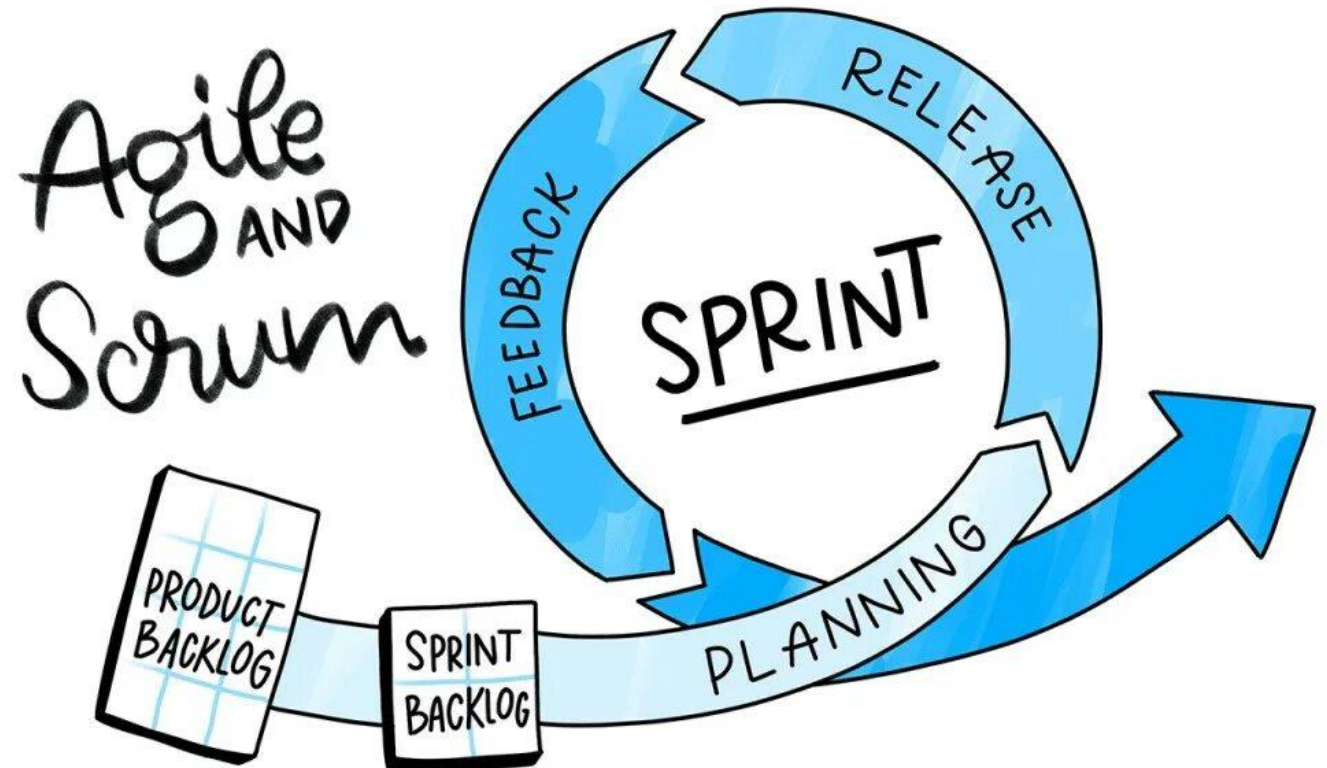 Agile
AND
Scrum
RELEASE
FEEDBACK
SPRINT
PRODUCT
BACKLOG
SPRINT
BACKLOG
PLANNING